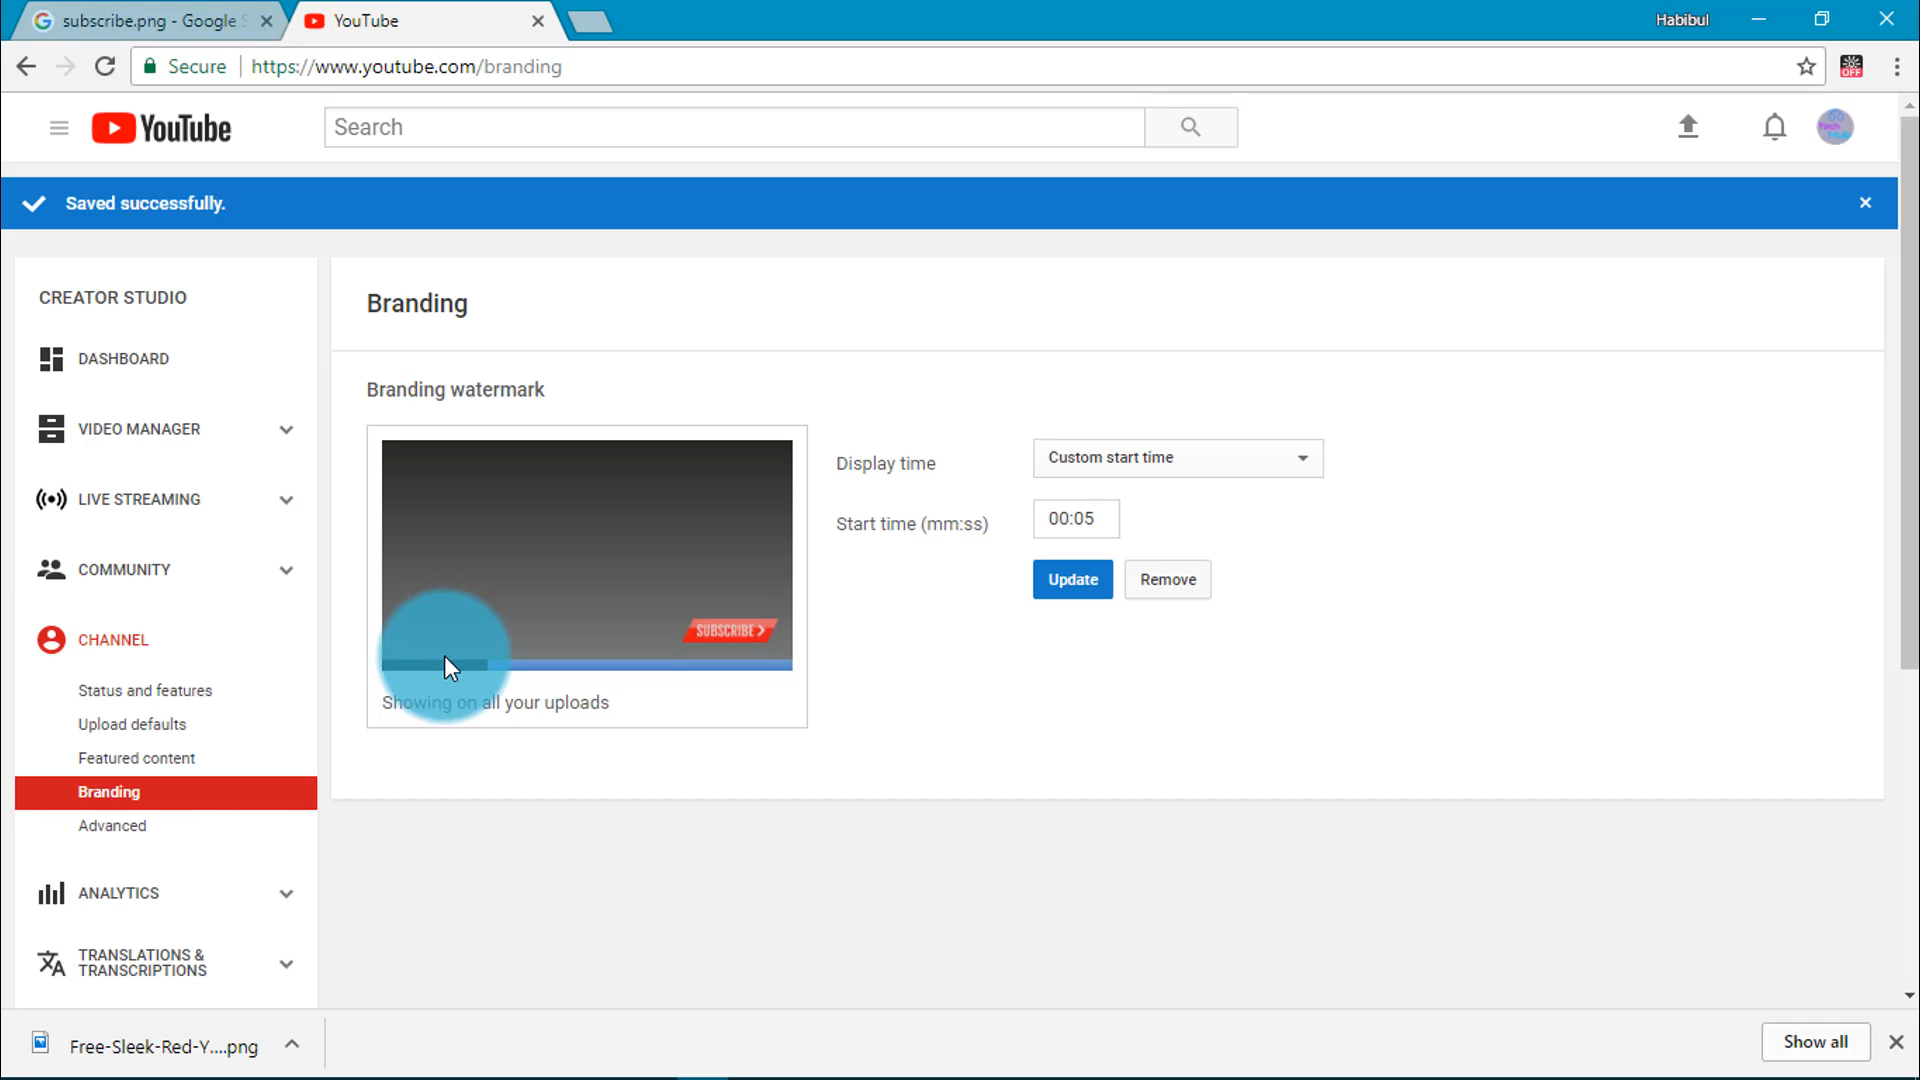 subscribe.png - Google S
YouTube
Habibul
Secure
https://www.youtube.com/branding
OFF
YouTube
Search
Tech
Hub
Saved successfully.
CREATOR STUDIO
DASHBOARD
VIDEO MANAGER
LIVE STREAMING
COMMUNITY
CHANNEL
Status and features
Upload defaults
Featured content
Branding
Advanced
ANALYTICS
TRANSLATIONS &
TRANSCRIPTIONS
Branding
Branding watermark
SUBSCRIBE
Showing on all your uploads
Display time
Custom start time
Start time (mm:ss)
00:05
Update
Remove
Free-Sleek-Red-Y....png
Show all